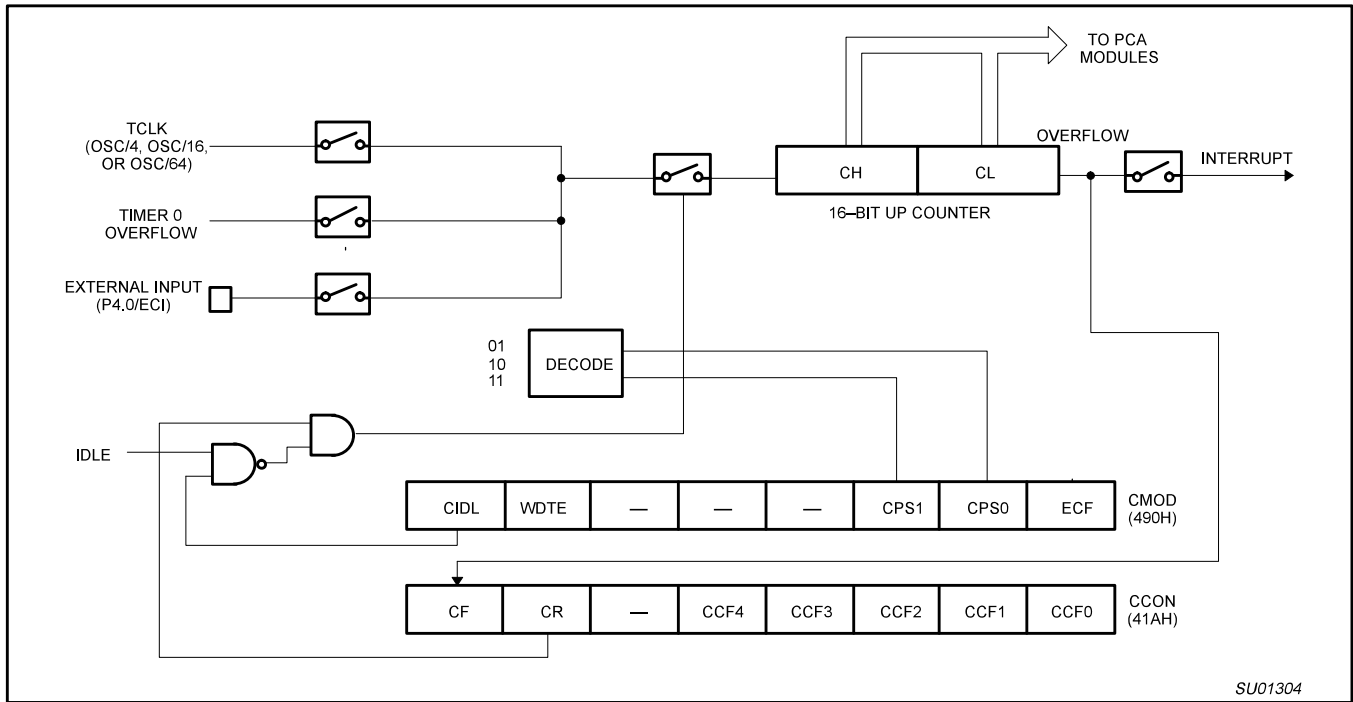 TO PCA
MODULES
TCLK
(OSC/4, OSC/16,
OR OSC/64)
OVERFLOW
INTERRUPT
CH
CL
16–BIT UP COUNTER
TIMER 0
OVERFLOW
EXTERNAL INPUT
(P4.0/ECI)
01
10
11
DECODE
IDLE
CIDL
WDTE
—
—
—
CPS1
CPS0
ECF
CMOD
(490H)
CF
CR
—
CCF4
CCF3
CCF2
CCF1
CCF0
CCON
(41AH)
SU01304